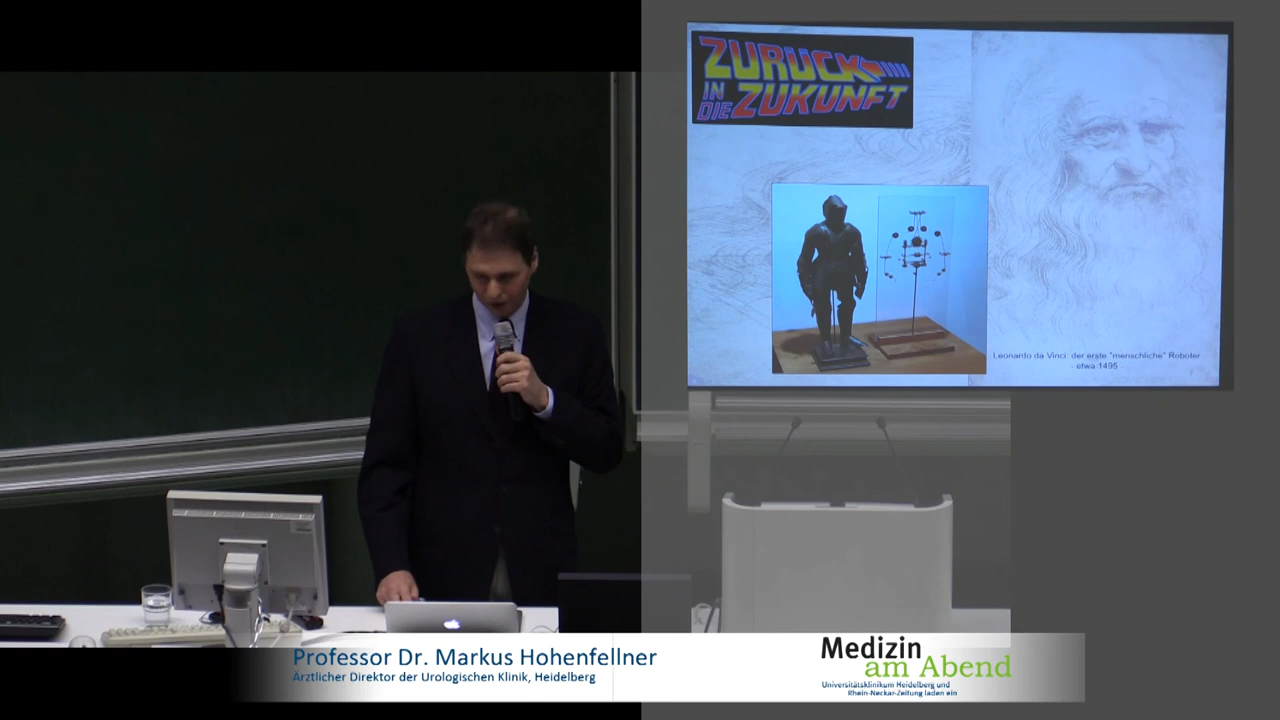 ZURÜCK
IN DIE ZUKUNFT
Leonardo da Vinci: der erste "menschliche" Roboter
- etwa 1495 -
Professor Dr. Markus Hohenfellner
Ärztlicher Direktor der Urologischen Klinik, Heidelberg
Medizin
am Abend
Universitätsklinikum Heidelberg und
Rhein-Neckar-Zeitung laden ein